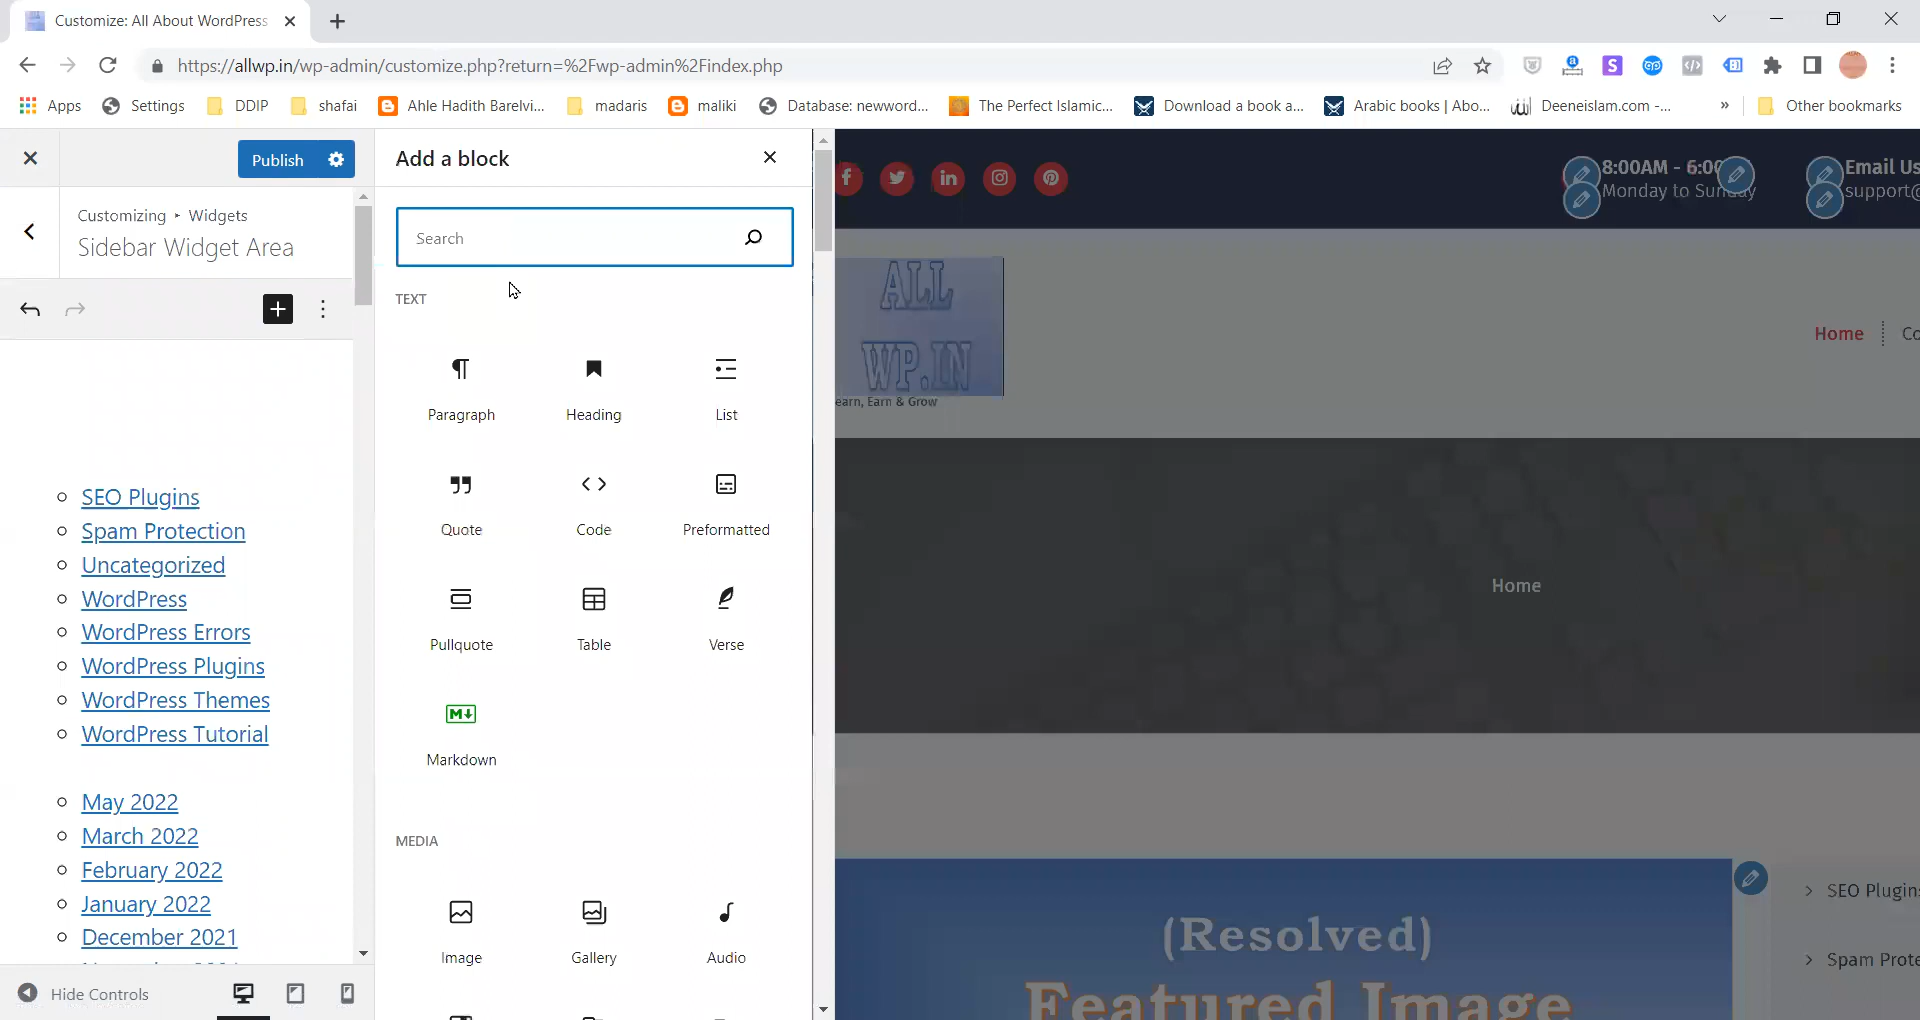 Customize: All About WordPress
https://allwp.in/wp-admin/customize.php?return=%2Fwp-admin%2Findex.php
Apps Settings DDIP shafai Ahle Hadith Barelvi... madaris maliki Database: newword... The Perfect Islamic... Download a book a... Arabic books | Abo... Deeneislam.com -... » Other bookmarks
Publish
Customizing ▸ Widgets
Sidebar Widget Area
SEO Plugins
Spam Protection
Uncategorized
WordPress
WordPress Errors
WordPress Plugins
WordPress Themes
WordPress Tutorial
May 2022
March 2022
February 2022
January 2022
December 2021
Hide Controls
Add a block
Search
TEXT
Paragraph Heading List
Quote Code Preformatted
Pullquote Table Verse
Markdown
MEDIA
Image Gallery Audio
8:00AM - 6:00
Monday to Sunday
Email Us
support@
ALL
WP.IN
earn, Earn & Grow
Home Co
Home
(Resolved)
Featured Image
SEO Plugin
Spam Prote